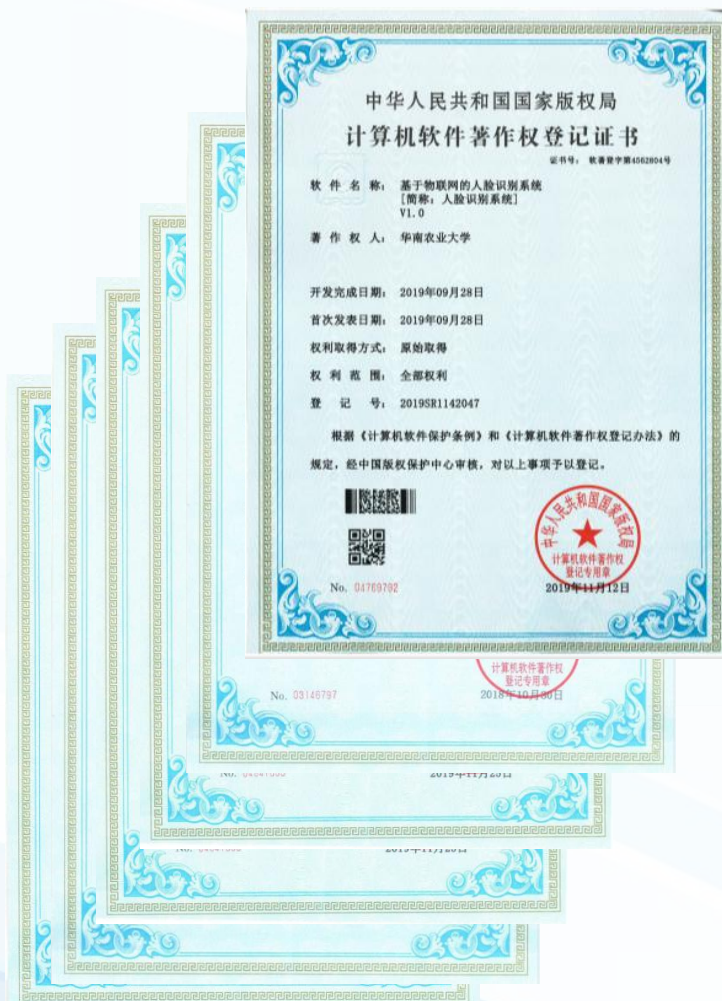 中华人民共和国国家版权局
计算机软件著作权登记证书
证书号： 软著登字第4562804号
软件名称： 基于物联网的人脸识别系统
[简称：人脸识别系统]
V1.0
著作权人： 华南农业大学
开发完成日期： 2019年09月28日
首次发表日期： 2019年09月28日
权利取得方式： 原始取得
权利范围： 全部权利
登记号： 2019SR1142047
根据《计算机软件保护条例》和《计算机软件著作权登记办法》的
规定，经中国版权保护中心审核，对以上事项予以登记。
中华人民共和国国家版权局
计算机软件著作权
登记专用章
No. 04769792
2019年11月12日
计算机软件著作权
登记专用章
No. 03146797
2018年10月30日
No.